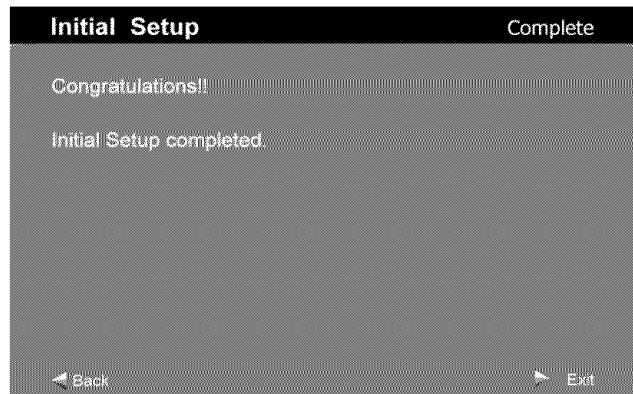 Initial Setup Complete
Congratulations!!
Initial Setup completed.
Back Exit